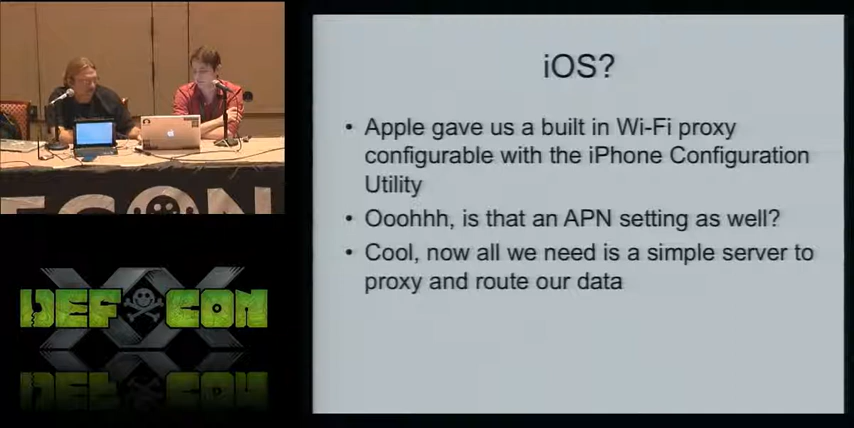 iOS?
• Apple gave us a built in Wi-Fi proxy
configurable with the iPhone Configuration
Utility
• Ooohhh, is that an APN setting as well?
• Cool, now all we need is a simple server to
proxy and route our data
DEF CON
XX